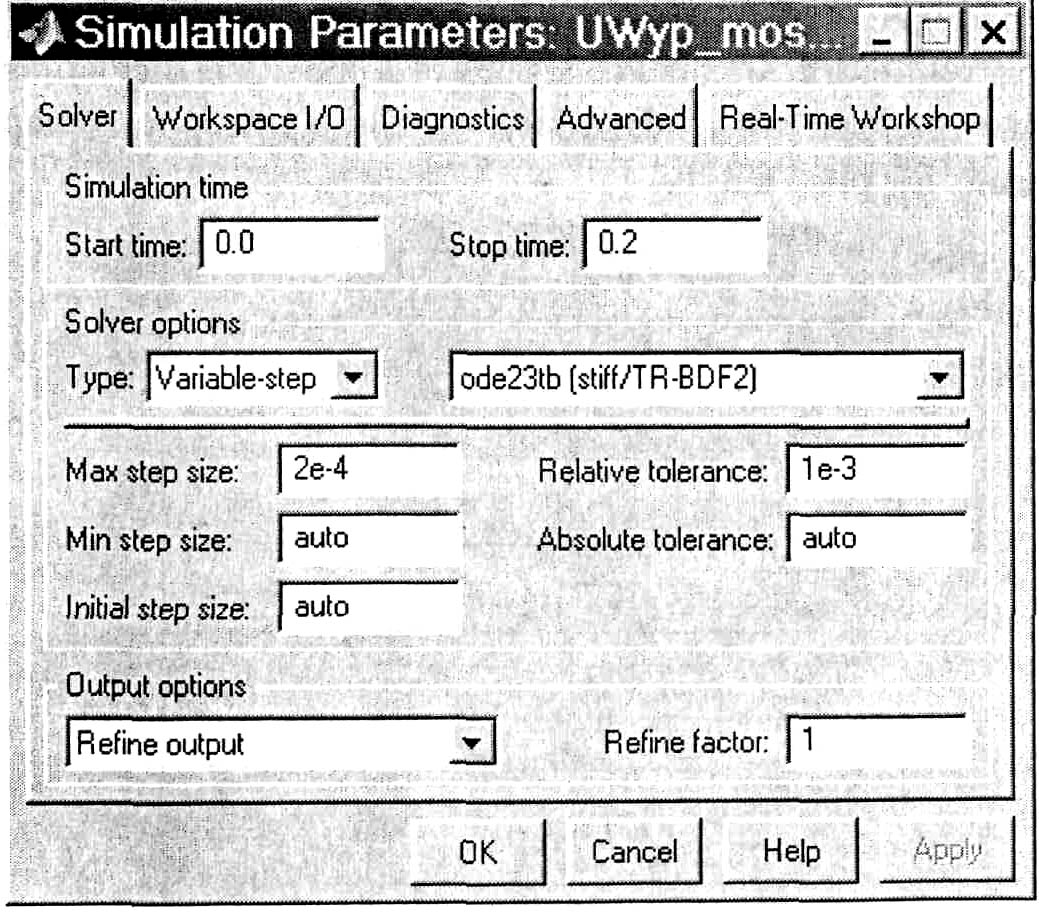 Simulation Parameters: UWyp_mos...
Solver Workspace I/O Diagnostics Advanced Real-Time Workshop
Simulation time
Start time: 0.0 Stop time: 0.2
Solver options
Type: Variable-step ode23tb (stiff/TR-BDF2)
Max step size: 2e-4 Relative tolerance: 1e-3
Min step size: auto Absolute tolerance: auto
Initial step size: auto
Output options
Refine output Refine factor: 1
OK Cancel Help Apply